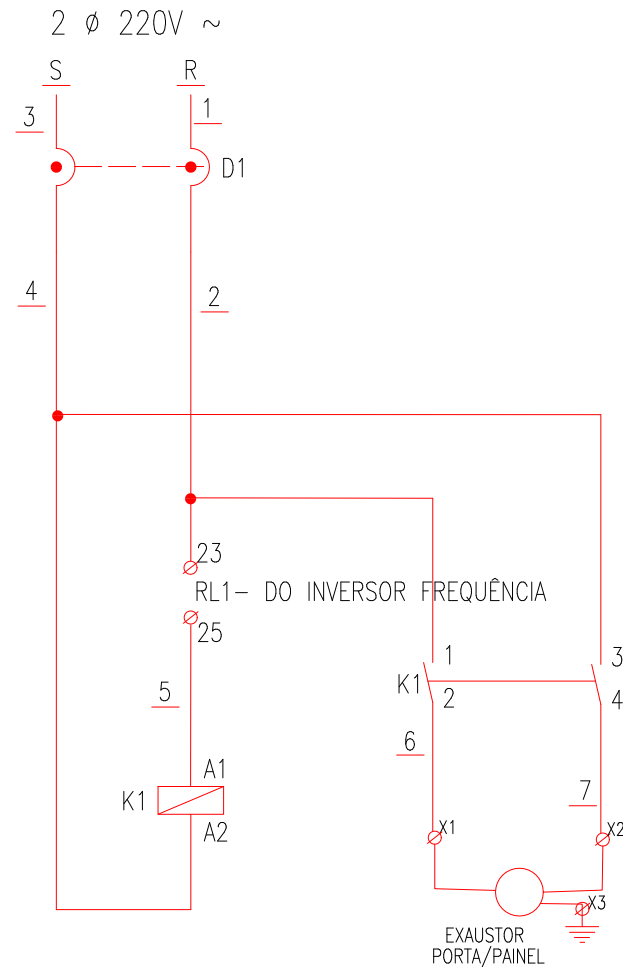 2 ø 220V ~
S R
3 1
D1
4 2
23
RL1- DO INVERSOR FREQUÊNCIA
25
1 3
K1 2 4
5
6
A1
K1
A2
7
X1 X2
X3
EXAUSTOR
PORTA/PAINEL